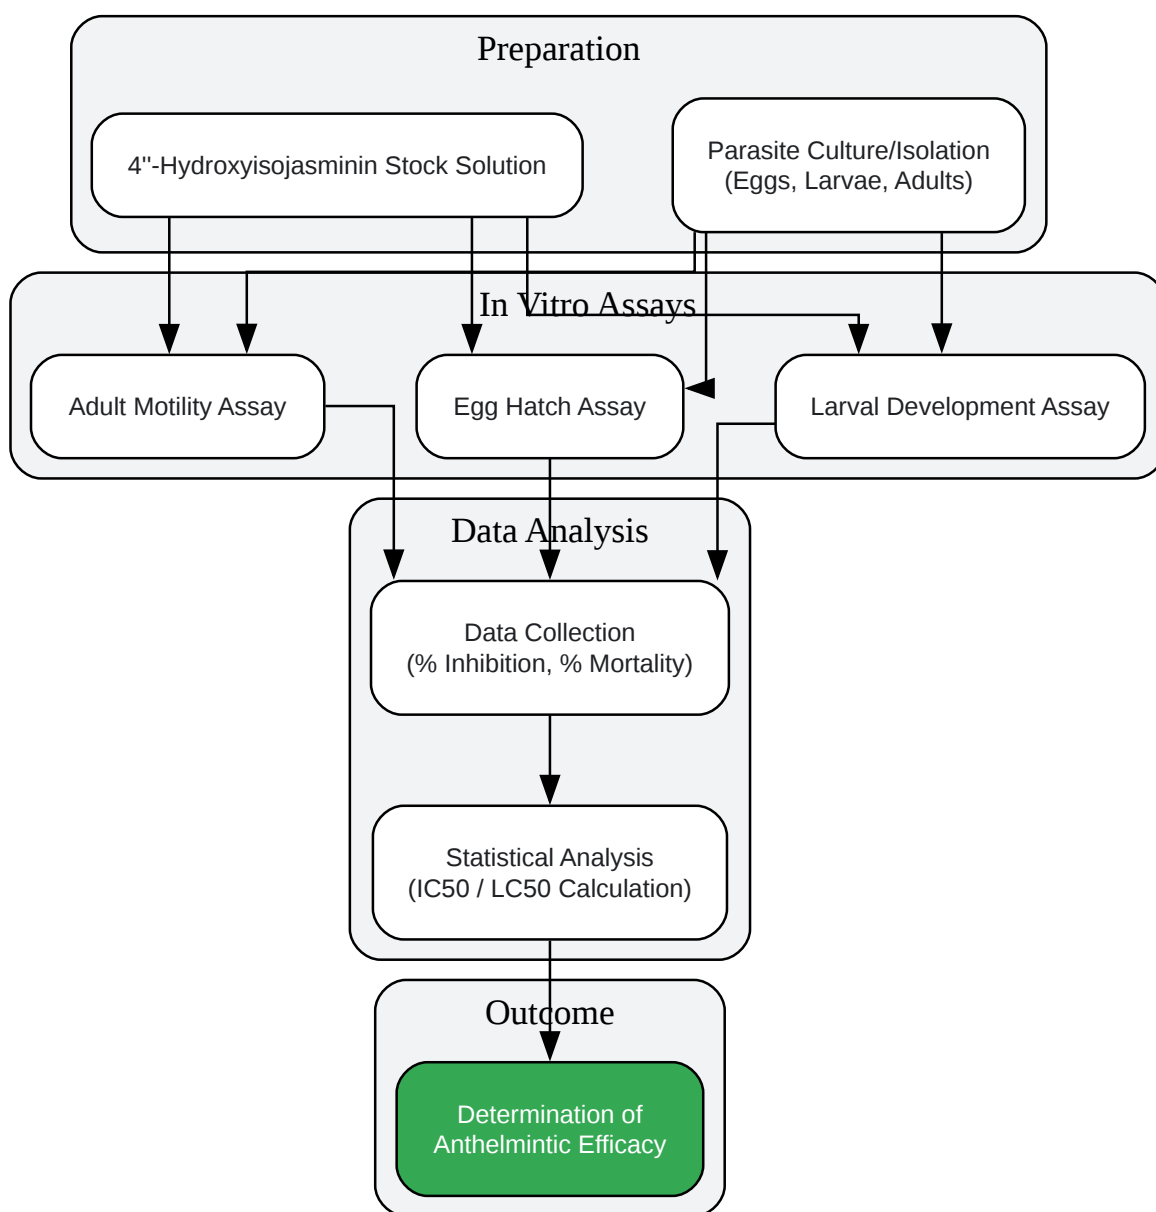 Preparation
4''-Hydroxyisojasminin Stock Solution
Parasite Culture/Isolation
(Eggs, Larvae, Adults)
In Vitro Assays
Adult Motility Assay
Egg Hatch Assay
Larval Development Assay
Data Analysis
Data Collection
(% Inhibition, % Mortality)
Statistical Analysis
(IC50 / LC50 Calculation)
Outcome
Determination of
Anthelmintic Efficacy